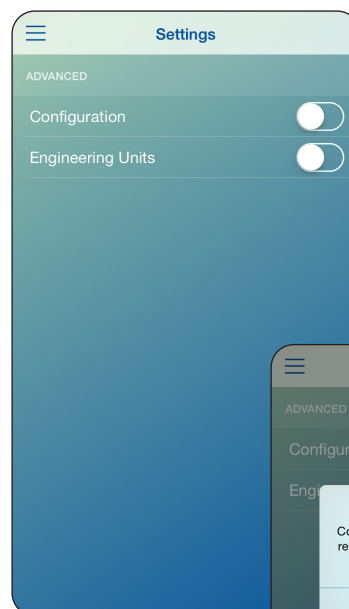 Settings
ADVANCED
Configuration
Engineering Units
ADVANCED